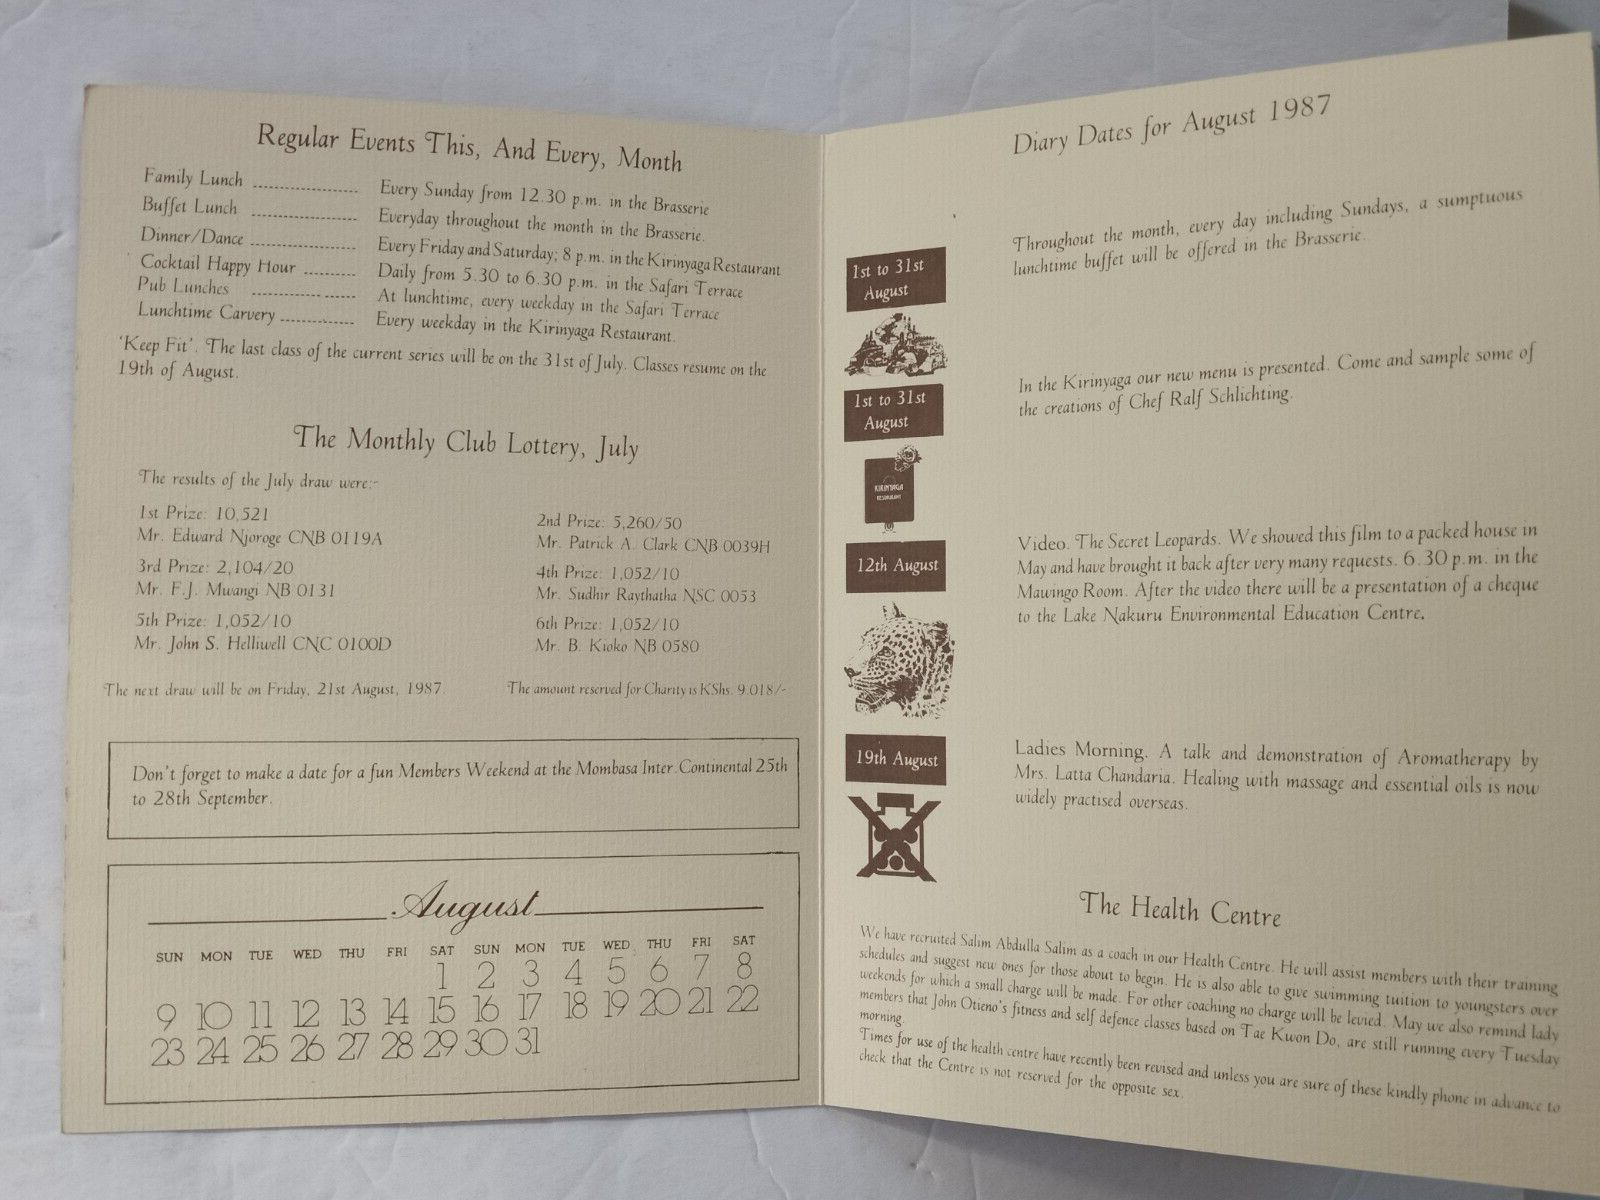 Regular Events This, And Every, Month
Family Lunch ---------------- Every Sunday from 12.30 p.m. in the Brasserie
Buffet Lunch ---------------- Everyday throughout the month in the Brasserie.
Dinner/Dance ---------------- Every Friday and Saturday; 8 p.m. in the Kirinyaga Restaurant
Cocktail Happy Hour -------- Daily from 5.30 to 6.30 p.m. in the Safari Terrace
Pub Lunches ---------------- At lunchtime, every weekday in the Safari Terrace
Lunchtime Carvery ------------ Every weekday in the Kirinyaga Restaurant.
'Keep Fit'. The last class of the current series will be on the 31st of July. Classes resume on the
19th of August.
The Monthly Club Lottery, July
The results of the July draw were:-
1st Prize: 10,521
Mr. Edward Njoroge CNB 0119A
2nd Prize: 5,260/50
Mr. Patrick A. Clark CNB 0039H
3rd Prize: 2,104/20
Mr. F.J. Mwangi NB 0131
4th Prize: 1,052/10
Mr. Sudhir Raythatha NSC 0053
5th Prize: 1,052/10
Mr. John S. Helliwell CNC 0100D
6th Prize: 1,052/10
Mr. B. Kioko NB 0580
The next draw will be on Friday, 21st August, 1987.
The amount reserved for Charity is KShs. 9.018/-
Don't forget to make a date for a fun Members Weekend at the Mombasa Inter.Continental 25th
to 28th September.
August
SUN MON TUE WED THU FRI SAT SUN MON TUE WED THU FRI SAT
1 2 3 4 5 6 7 8
9 10 11 12 13 14 15 16 17 18 19 20 21 22
23 24 25 26 27 28 29 30 31
Diary Dates for August 1987
1st to 31st
August
Throughout the month, every day including Sundays, a sumptuous
lunchtime buffet will be offered in the Brasserie.
1st to 31st
August
In the Kirinyaga our new menu is presented. Come and sample some of
the creations of Chef Ralf Schlichting.
KIRINYAGA
RESTAURANT
12th August
Video. The Secret Leopards. We showed this film to a packed house in
May and have brought it back after very many requests. 6.30 p.m. in the
Mawingo Room. After the video there will be a presentation of a cheque
to the Lake Nakuru Environmental Education Centre.
19th August
Ladies Morning. A talk and demonstration of Aromatherapy by
Mrs. Latta Chandaria. Healing with massage and essential oils is now
widely practised overseas.
The Health Centre
We have recruited Salim Abdulla Salim as a coach in our Health Centre. He will assist members with their training
schedules and suggest new ones for those about to begin. He is also able to give swimming tuition to youngsters over
weekends for which a small charge will be made. For other coaching no charge will be levied. May we also remind lady
members that John Otieno's fitness and self defence classes based on Tae Kwon Do, are still running every Tuesday
morning.
Times for use of the health centre have recently been revised and unless you are sure of these kindly phone in advance to
check that the Centre is not reserved for the opposite sex.